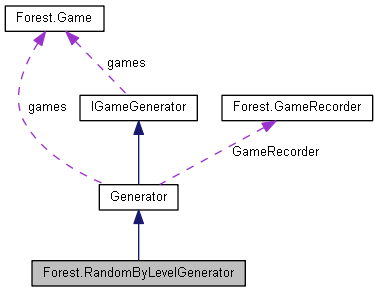 Forest.Game
games
IGameGenerator
Forest.GameRecorder
games
GameRecorder
Generator
Forest.RandomByLevelGenerator